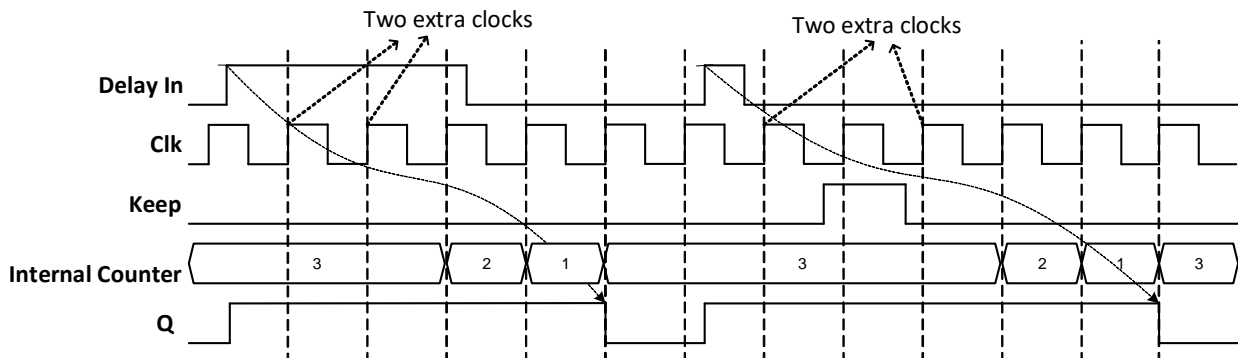 Two extra clocks
Two extra clocks
Delay In
Clk
Keep
Internal Counter
3
2
1
3
2
1
3
Q